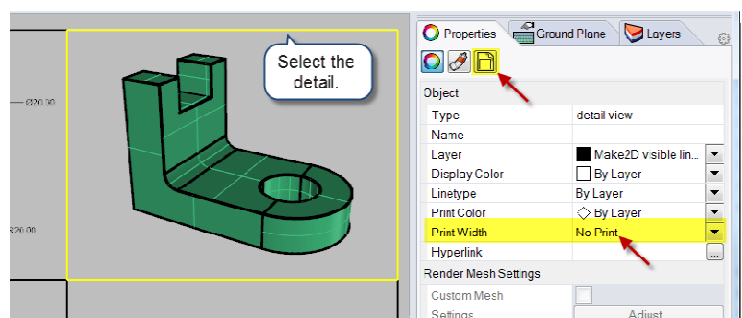 Select the
detail.
Ø20.00
R26.00
Properties
Ground Plane
Layers
Object
Type detail view
Name
Layer Make2D visible lin...
Display Color By Layer
Linetype By Layer
Print Color By Layer
Print Width No Print
Hyperlink ...
Render Mesh Settings
Custom Mesh
Settings Adjust